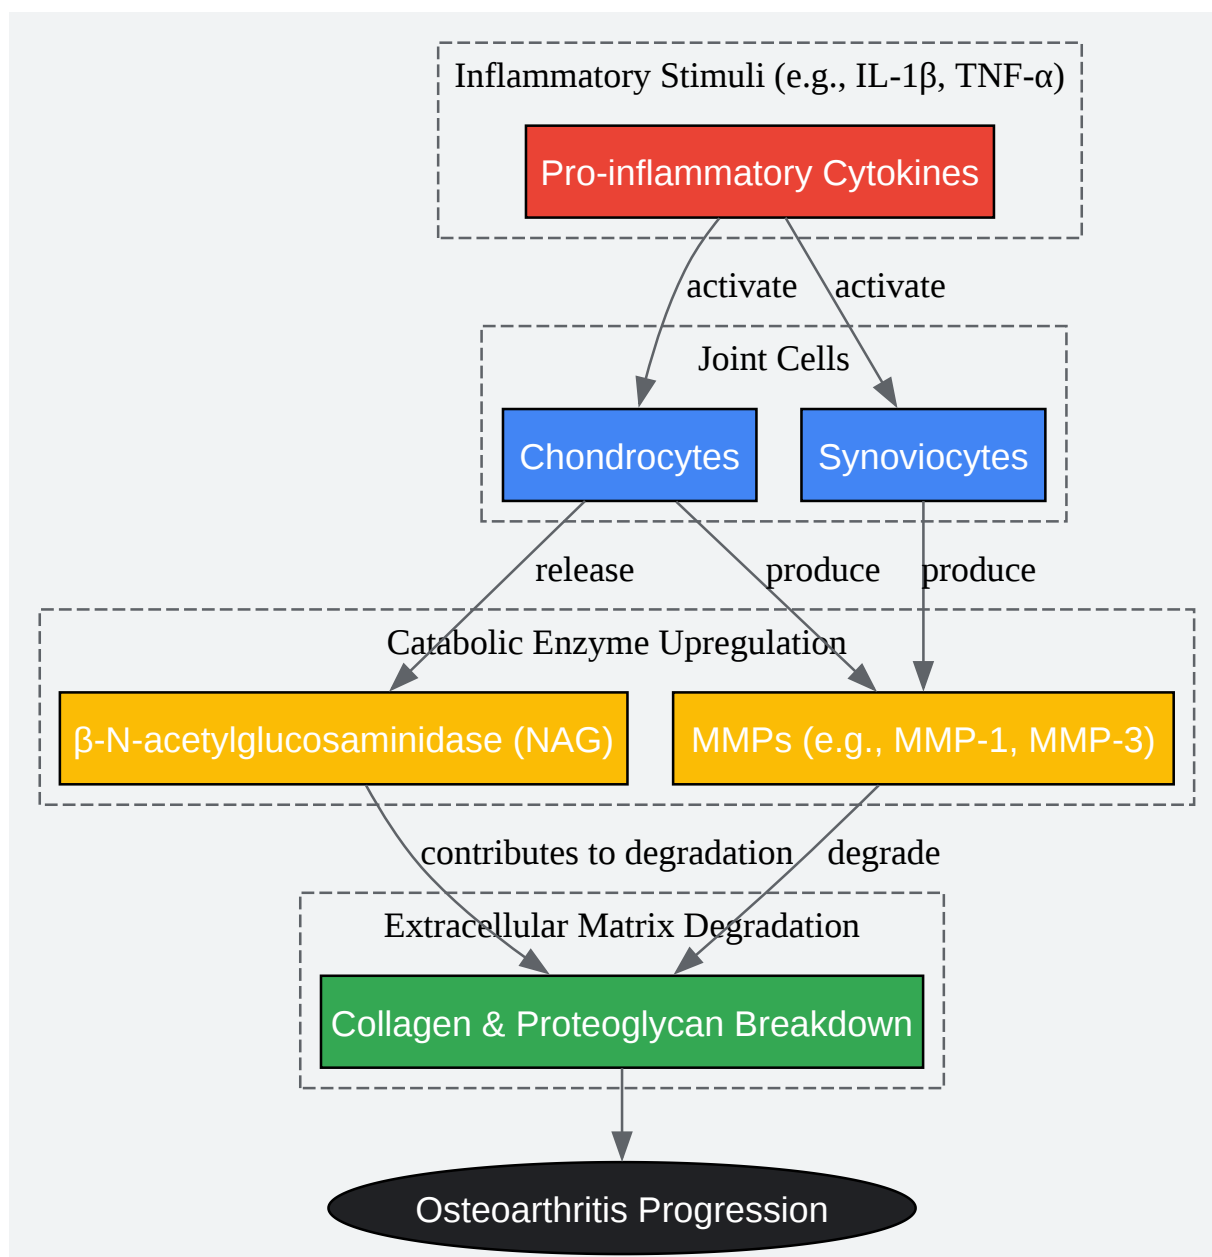 Inflammatory Stimuli (e.g., IL-1β, TNF-α)
Pro-inflammatory Cytokines
activate
activate
Joint Cells
Chondrocytes
Synoviocytes
release
produce
produce
Catabolic Enzyme Upregulation
β-N-acetylglucosaminidase (NAG)
MMPs (e.g., MMP-1, MMP-3)
contributes to degradation
degrade
Extracellular Matrix Degradation
Collagen & Proteoglycan Breakdown
Osteoarthritis Progression